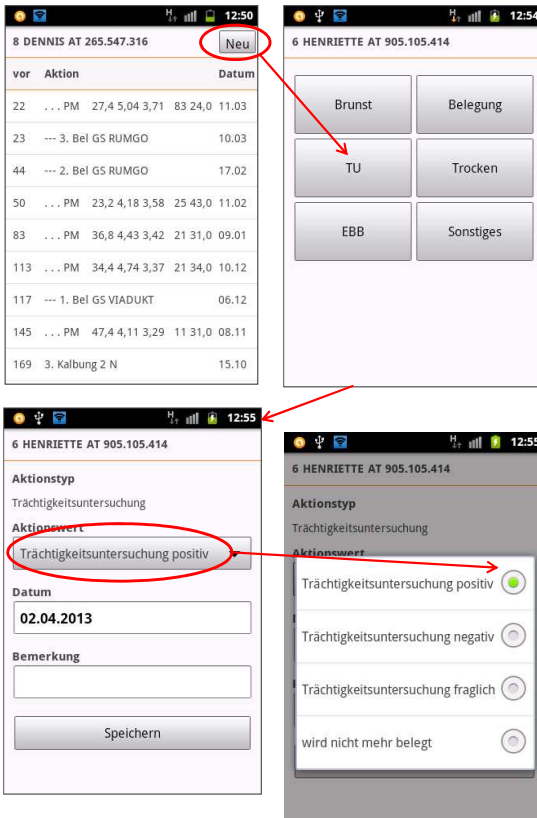 12:50
8 DENNIS AT 265.547.316 Neu
vor Aktion Datum
22 . . . PM 27,4 5,04 3,71 83 24,0 11.03
23 --- 3. Bel GS RUMGO 10.03
44 --- 2. Bel GS RUMGO 17.02
50 . . . PM 23,2 4,18 3,58 25 43,0 11.02
83 . . . PM 36,8 4,43 3,42 21 31,0 09.01
113 . . . PM 34,4 4,74 3,37 21 34,0 10.12
117 --- 1. Bel GS VIADUKT 06.12
145 . . . PM 47,4 4,11 3,29 11 31,0 08.11
169 3. Kalbung 2 N 15.10
H 12:54
6 HENRIETTE AT 905.105.414
Brunst Belegung
TU Trocken
EBB Sonstiges
H 12:55
6 HENRIETTE AT 905.105.414
Aktionstyp
Trächtigkeitsuntersuchung
Aktionswert
Trächtigkeitsuntersuchung positiv
Datum
02.04.2013
Bemerkung
Speichern
H 12:55
6 HENRIETTE AT 905.105.414
Aktionstyp
Trächtigkeitsuntersuchung
Aktionswert
Trächtigkeitsuntersuchung positiv
Trächtigkeitsuntersuchung negativ
Trächtigkeitsuntersuchung fraglich
wird nicht mehr belegt